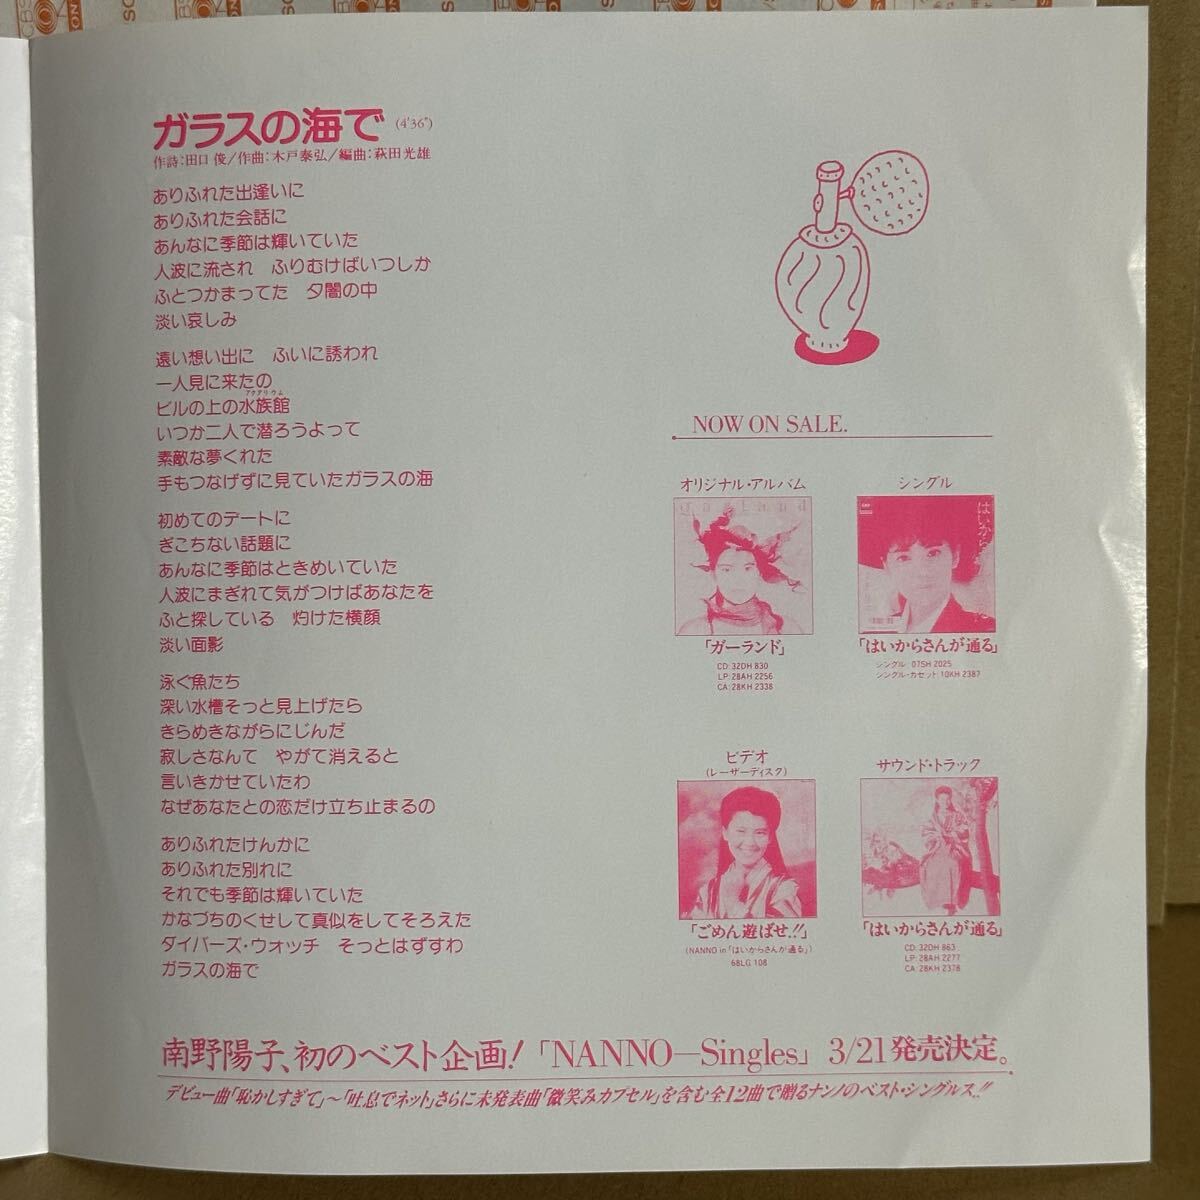 ガラスの海で (4'36")
作詩:田口 俊/作曲:木戸泰弘/編曲:萩田光雄
ありふれた出逢いに
ありふれた会話に
あんなに季節は輝いていた
人波に流され　ふりむけばいつしか
ふとつかまってた　夕闇の中
淡い哀しみ
遠い想い出に　ふいに誘われ
一人見に来たの
アクアリウム
ビルの上の水族館
いつか二人で潜ろうよって
素敵な夢くれた
手もつなげずに見ていたガラスの海
初めてのデートに
ぎこちない話題に
あんなに季節はときめいていた
人波にまぎれて気がつけばあなたを
ふと探している　灼けた横顔
淡い面影
泳ぐ魚たち
深い水槽そっと見上げたら
きらめきながらにじんだ
寂しさなんて　やがて消えると
言いきかせていたわ
なぜあなたとの恋だけ立ち止まるの
ありふれたけんかに
ありふれた別れに
それでも季節は輝いていた
かなづちのくせして真似をしてそろえた
ダイバーズ・ウォッチ　そっとはずすわ
ガラスの海で
NOW ON SALE.
オリジナル・アルバム
garland
「ガーランド」
CD:32DH 830
LP:28AH 2256
CA:28KH 2338
シングル
はいから
「はいからさんが通る」
シングル 07SH 2025
シングル・カセット:10KH 2387
ビデオ
(レーザーディスク)
「ごめん遊ばせ!!」
(NANNO in「はいからさんが通る」)
68LG 108
サウンド・トラック
「はいからさんが通る」
CD:32DH 863
LP:28AH 2277
CA:28KH 2378
南野陽子、初のベスト企画!「NANNO―Singles」3/21発売決定。
デビュー曲「恥かしすぎて」～「吐息でネット」さらに未発表曲「微笑みカプセル」を含む全12曲で贈るナンノのベスト・シングルス!!